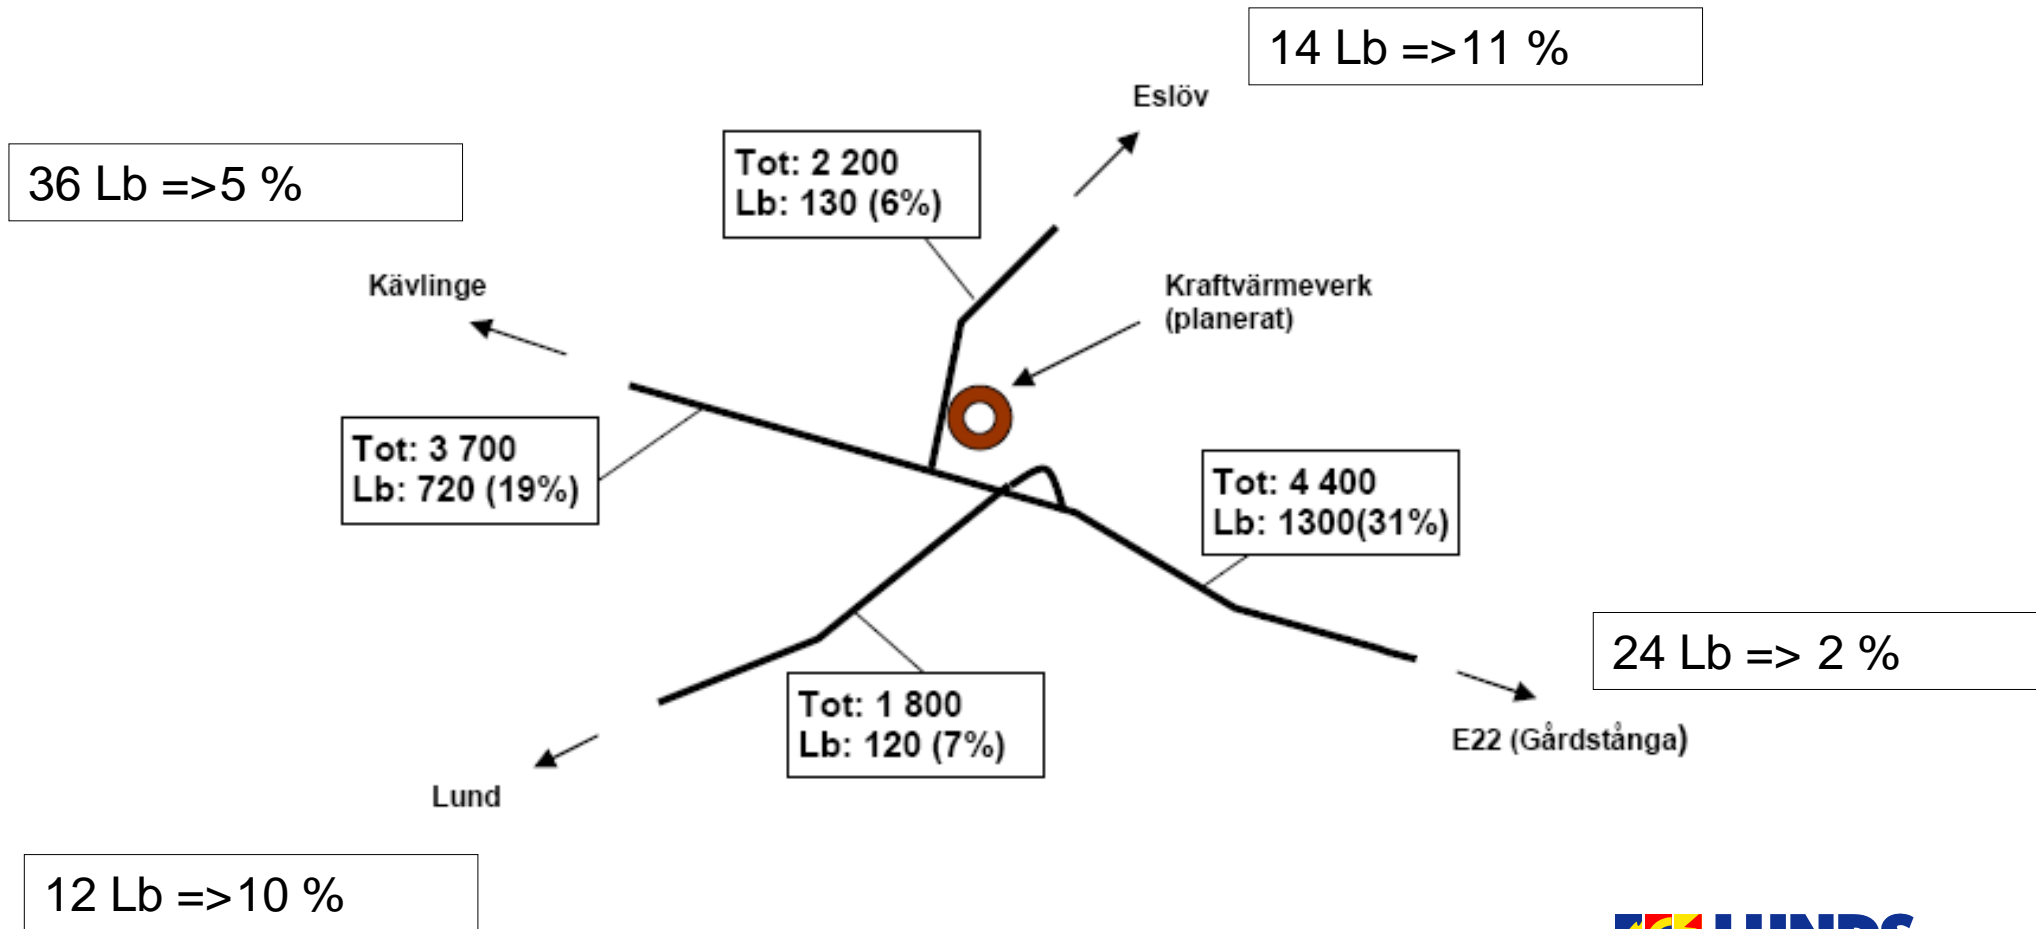 14 Lb =>11 %
Eslöv
36 Lb =>5 %
Tot: 2 200
Lb: 130 (6%)
Kävlinge
Kraftvärmeverk
(planerat)
Tot: 3 700
Lb: 720 (19%)
Tot: 4 400
Lb: 1300(31%)
24 Lb => 2 %
Tot: 1 800
Lb: 120 (7%)
E22 (Gårdstånga)
Lund
12 Lb =>10 %
LUNDS